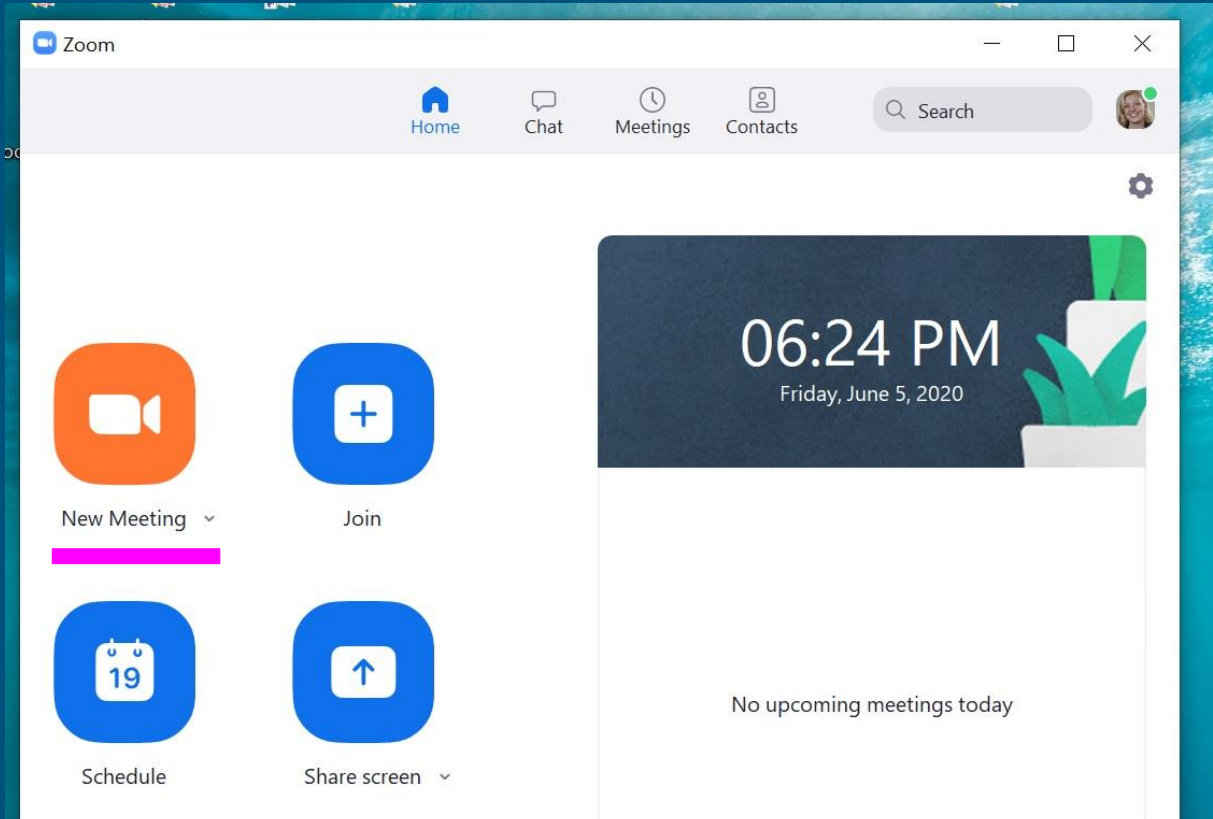 Zoom
Home Chat Meetings Contacts Search
06:24 PM
Friday, June 5, 2020
New Meeting Join
19
No upcoming meetings today
Schedule Share screen